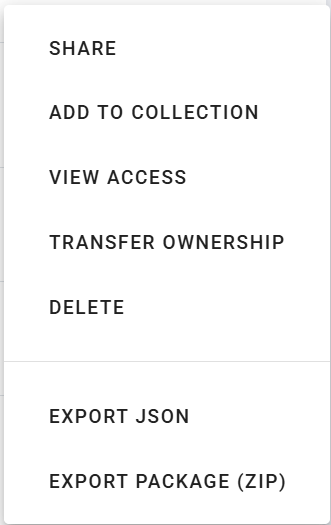 SHARE
ADD TO COLLECTION
VIEW ACCESS
TRANSFER OWNERSHIP
DELETE
EXPORT JSON
EXPORT PACKAGE (ZIP)